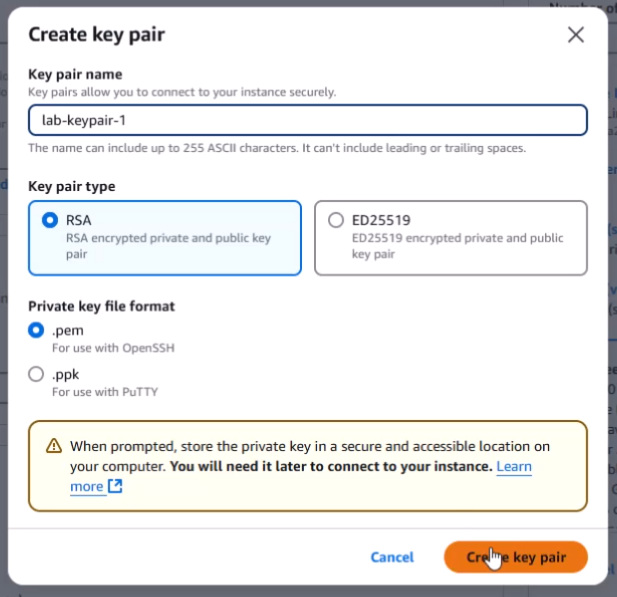 Create key pair
Key pair name
Key pairs allow you to connect to your instance securely.
lab-keypair-1
The name can include up to 255 ASCII characters. It can't include leading or trailing spaces.
Key pair type
RSA
RSA encrypted private and public key
pair
ED25519
ED25519 encrypted private and public
key pair
Private key file format
.pem
For use with OpenSSH
.ppk
For use with PuTTY
When prompted, store the private key in a secure and accessible location on
your computer. You will need it later to connect to your instance. Learn
more
Cancel
Create key pair